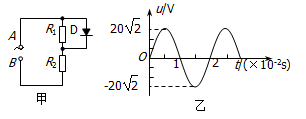 A
B
R₁
D
R₂
甲
u/V
20√2
O
1
2
t/(×10⁻²s)
-20√2
乙